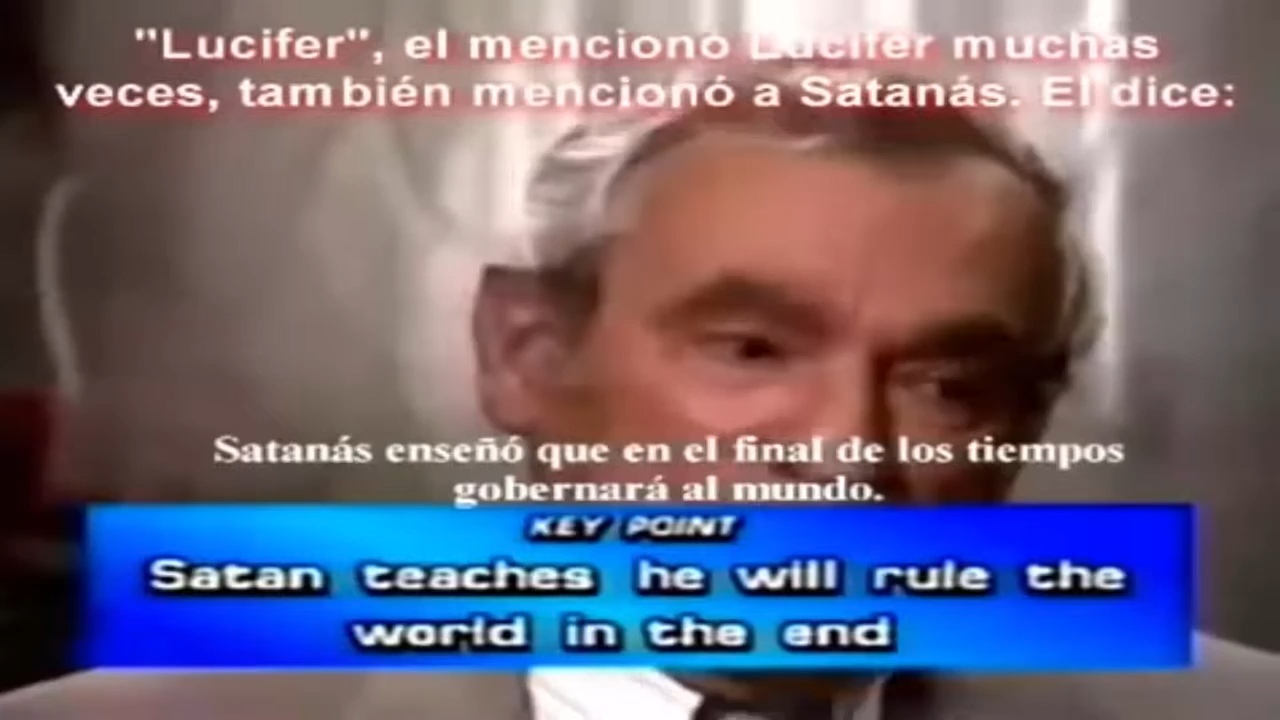 "Lucifer", el menciono Lucifer muchas
veces, también mencionó a Satanás. El dice:
Satanás enseñó que en el final de los tiempos
gobernará al mundo.
KEY POINT
Satan teaches he will rule the
world in the end